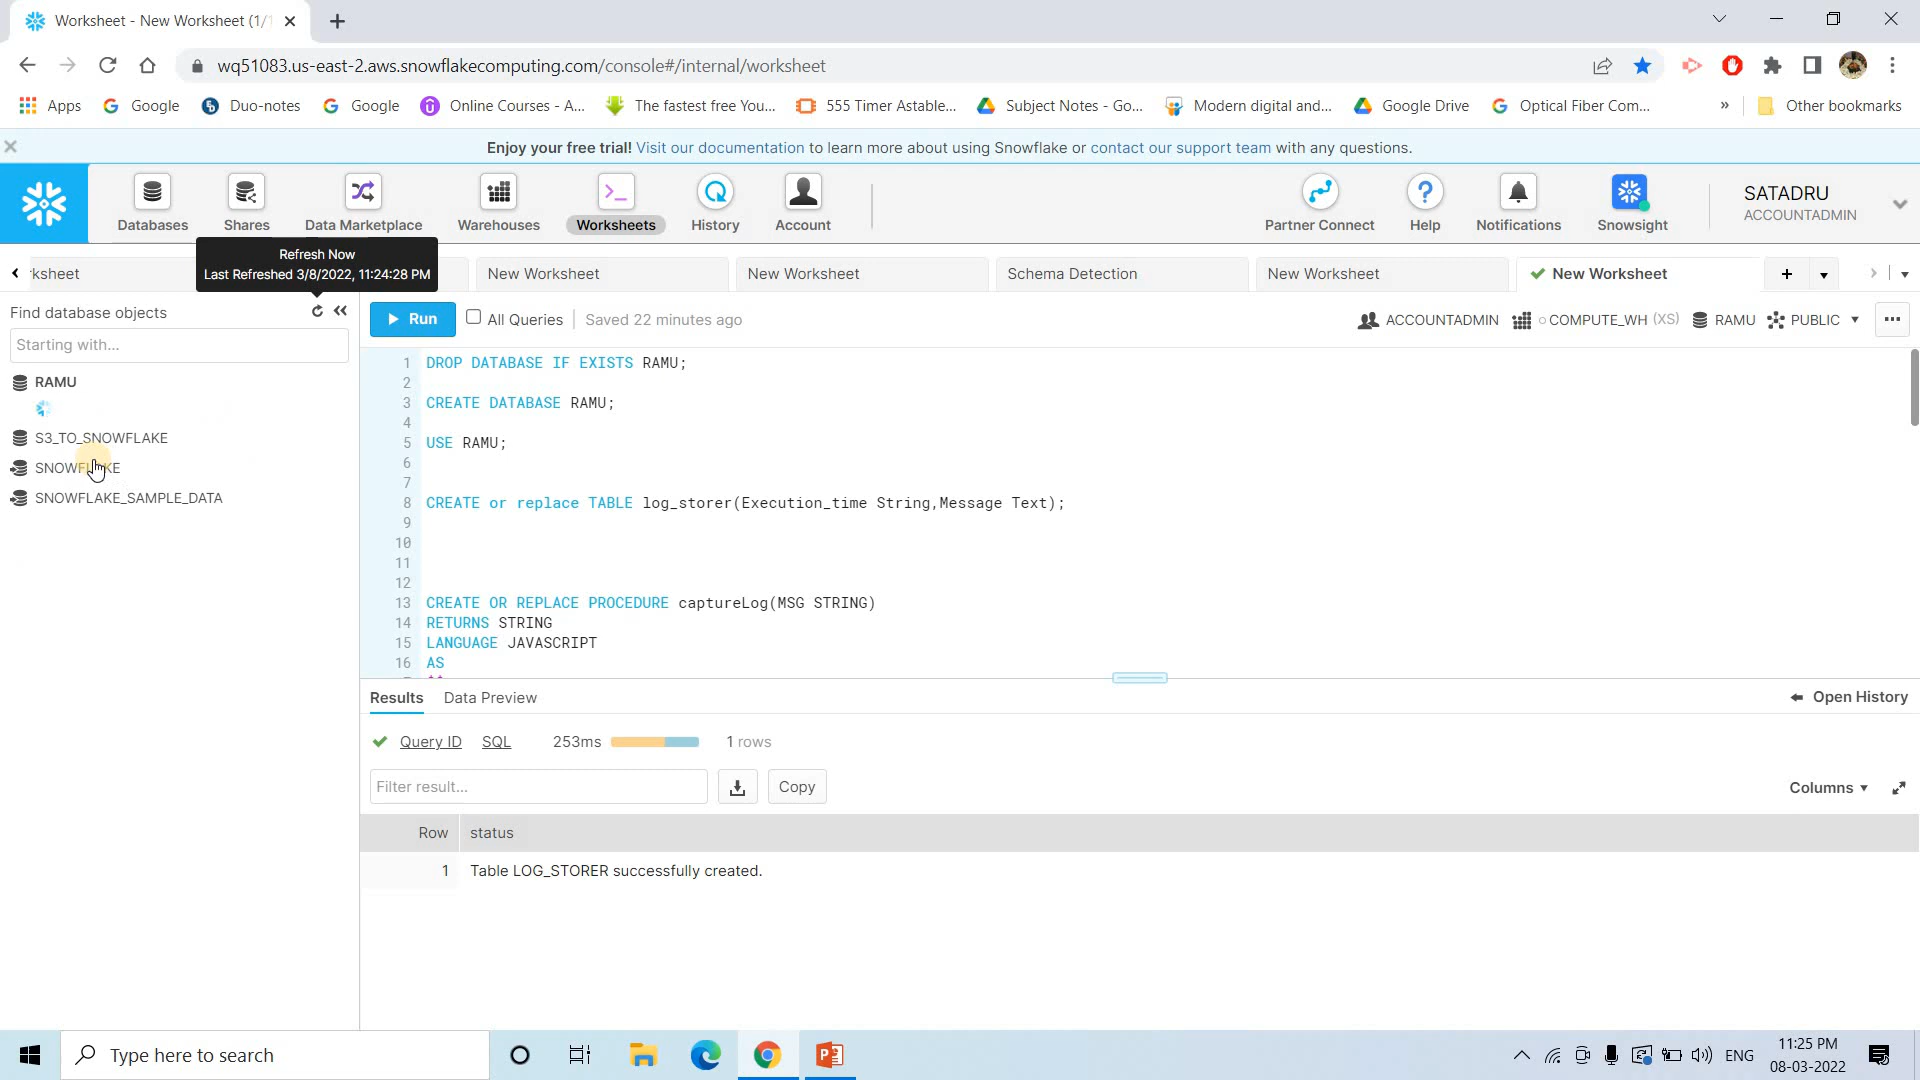 Worksheet - New Worksheet (1/1
wq51083.us-east-2.aws.snowflakecomputing.com/console#/internal/worksheet
Apps
Google
Duo-notes
Google
Online Courses - A...
The fastest free You...
555 Timer Astable...
Subject Notes - Go...
Modern digital and...
Google Drive
Optical Fiber Com...
»
Other bookmarks
Enjoy your free trial! Visit our documentation to learn more about using Snowflake or contact our support team with any questions.
Databases
Shares
Data Marketplace
Warehouses
Worksheets
History
Account
Partner Connect
Help
Notifications
Snowsight
SATADRU
ACCOUNTADMIN
Refresh Now
Last Refreshed 3/8/2022, 11:24:28 PM
rksheet
New Worksheet
New Worksheet
Schema Detection
New Worksheet
New Worksheet
Find database objects
Starting with...
RAMU
S3_TO_SNOWFLAKE
SNOWFLAKE
SNOWFLAKE_SAMPLE_DATA
Run
All Queries
Saved 22 minutes ago
ACCOUNTADMIN
COMPUTE_WH (XS)
RAMU
PUBLIC
1 DROP DATABASE IF EXISTS RAMU;
2
3 CREATE DATABASE RAMU;
4
5 USE RAMU;
6
7
8 CREATE or replace TABLE log_storer(Execution_time String,Message Text);
9
10
11
12
13 CREATE OR REPLACE PROCEDURE captureLog(MSG STRING)
14 RETURNS STRING
15 LANGUAGE JAVASCRIPT
16 AS
Results
Data Preview
Open History
Query ID
SQL
253ms
1 rows
Filter result...
Copy
Columns
Row status
1 Table LOG_STORER successfully created.
Type here to search
ENG
11:25 PM
08-03-2022